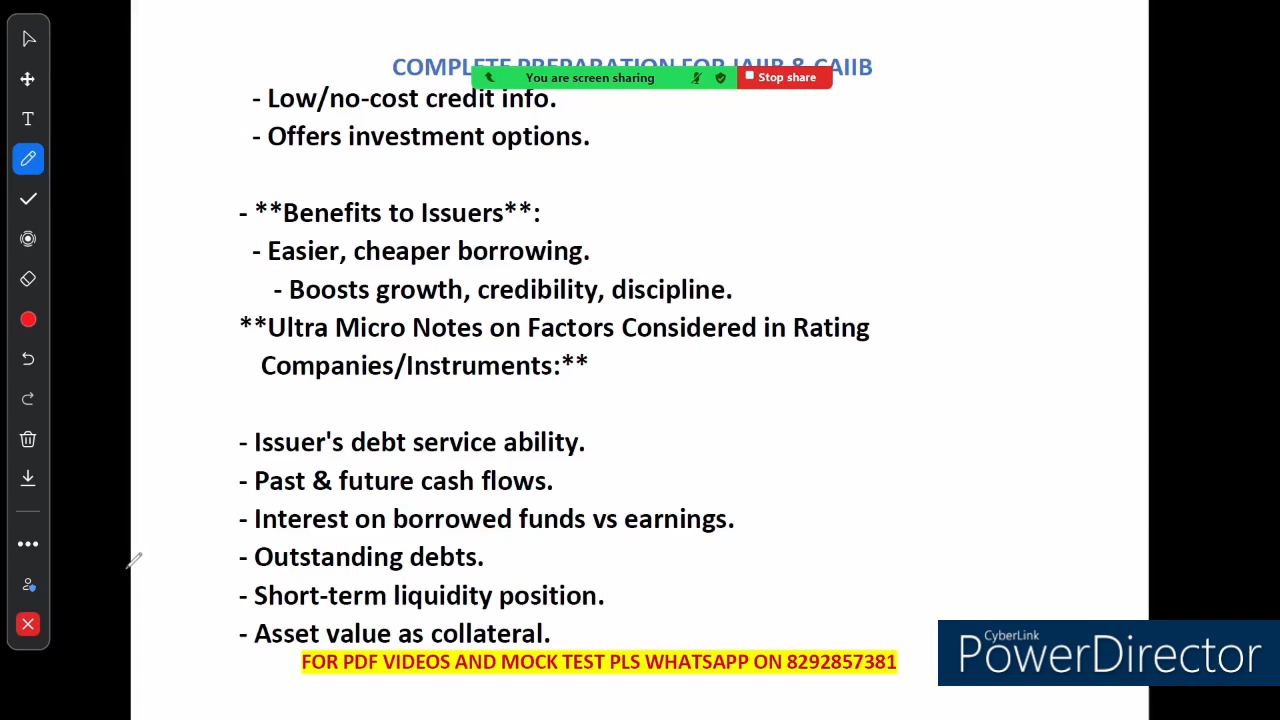 COMPLETE PREPARATION FOR JAIIB & CAIIB
You are screen sharing
Stop share
- Low/no-cost credit info.
- Offers investment options.
- **Benefits to Issuers**:
- Easier, cheaper borrowing.
- Boosts growth, credibility, discipline.
**Ultra Micro Notes on Factors Considered in Rating
Companies/Instruments:**
- Issuer's debt service ability.
- Past & future cash flows.
- Interest on borrowed funds vs earnings.
- Outstanding debts.
- Short-term liquidity position.
- Asset value as collateral.
FOR PDF VIDEOS AND MOCK TEST PLS WHATSAPP ON 8292857381
CyberLink
PowerDirector